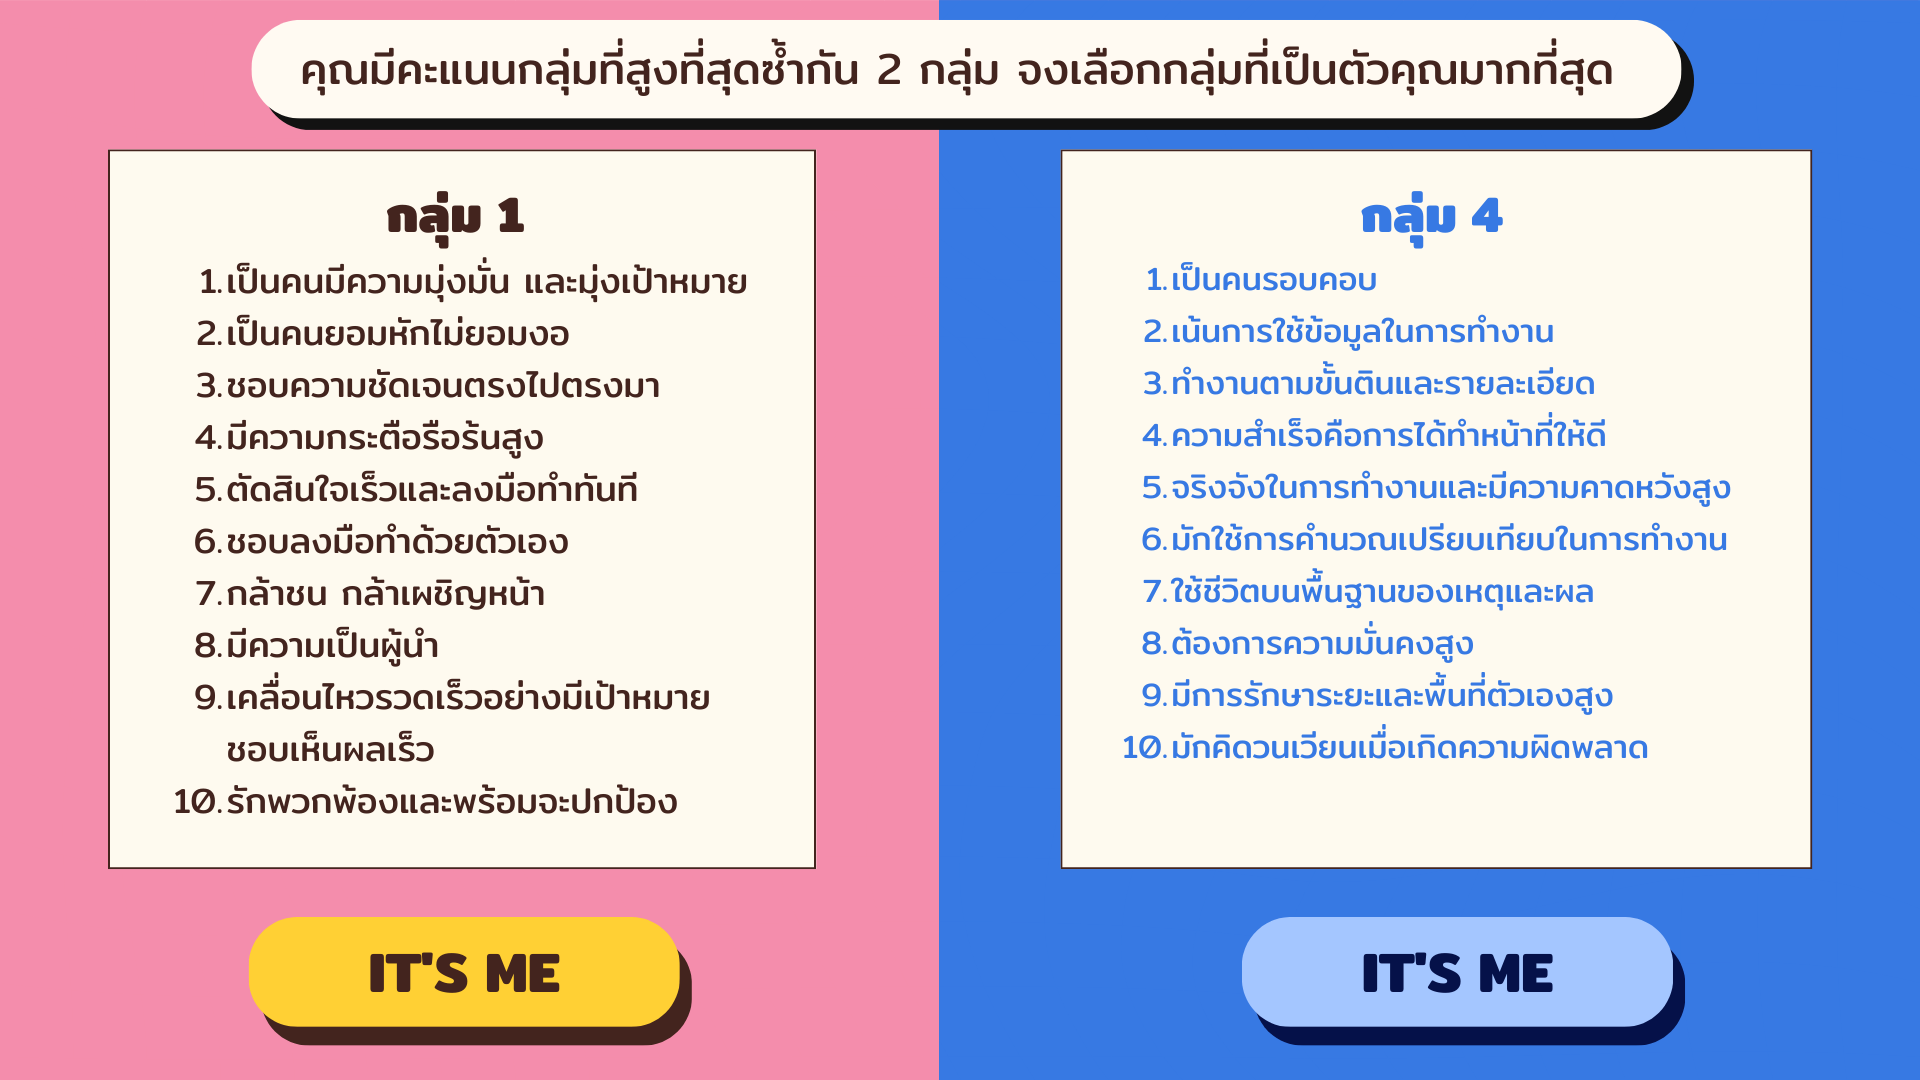 คุณมีคะแนนกลุ่มที่สูงที่สุดซ้ำกัน 2 กลุ่ม จงเลือกกลุ่มที่เป็นตัวคุณมากที่สุด
กลุ่ม 1
1. เป็นคนมีความมุ่งมั่น และมุ่งเป้าหมาย
2. เป็นคนยอมหักไม่ยอมงอ
3. ชอบความชัดเจนตรงไปตรงมา
4. มีความกระตือรือร้นสูง
5. ตัดสินใจเร็วและลงมือทำทันที
6. ชอบลงมือทำด้วยตัวเอง
7. กล้าชน กล้าเผชิญหน้า
8. มีความเป็นผู้นำ
9. เคลื่อนไหวรวดเร็วอย่างมีเป้าหมาย
ชอบเห็นผลเร็ว
10. รักพวกพ้องและพร้อมจะปกป้อง
IT'S ME
กลุ่ม 4
1. เป็นคนรอบคอบ
2. เน้นการใช้ข้อมูลในการทำงาน
3. ทำงานตามขั้นตินและรายละเอียด
4. ความสำเร็จคือการได้ทำหน้าที่ให้ดี
5. จริงจังในการทำงานและมีความคาดหวังสูง
6. มักใช้การคำนวณเปรียบเทียบในการทำงาน
7. ใช้ชีวิตบนพื้นฐานของเหตุและผล
8. ต้องการความมั่นคงสูง
9. มีการรักษาระยะและพื้นที่ตัวเองสูง
10. มักคิดวนเวียนเมื่อเกิดความผิดพลาด
IT'S ME